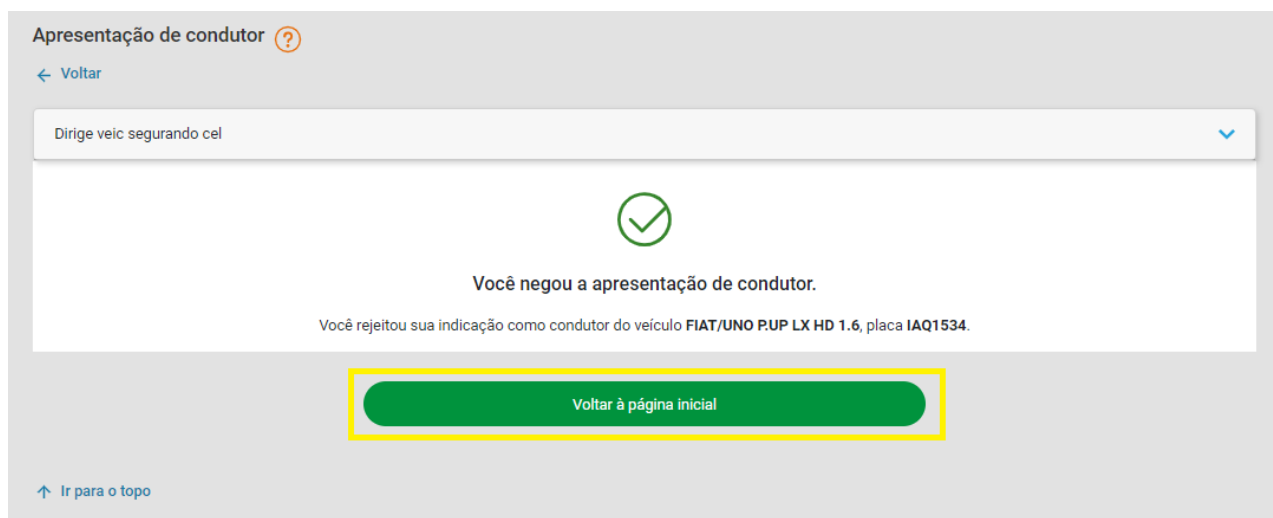 Apresentação de condutor ?
← Voltar
Dirige veic segurando cel
Você negou a apresentação de condutor.
Você rejeitou sua indicação como condutor do veículo FIAT/UNO P.UP LX HD 1.6, placa IAQ1534.
Voltar à página inicial
↑ Ir para o topo